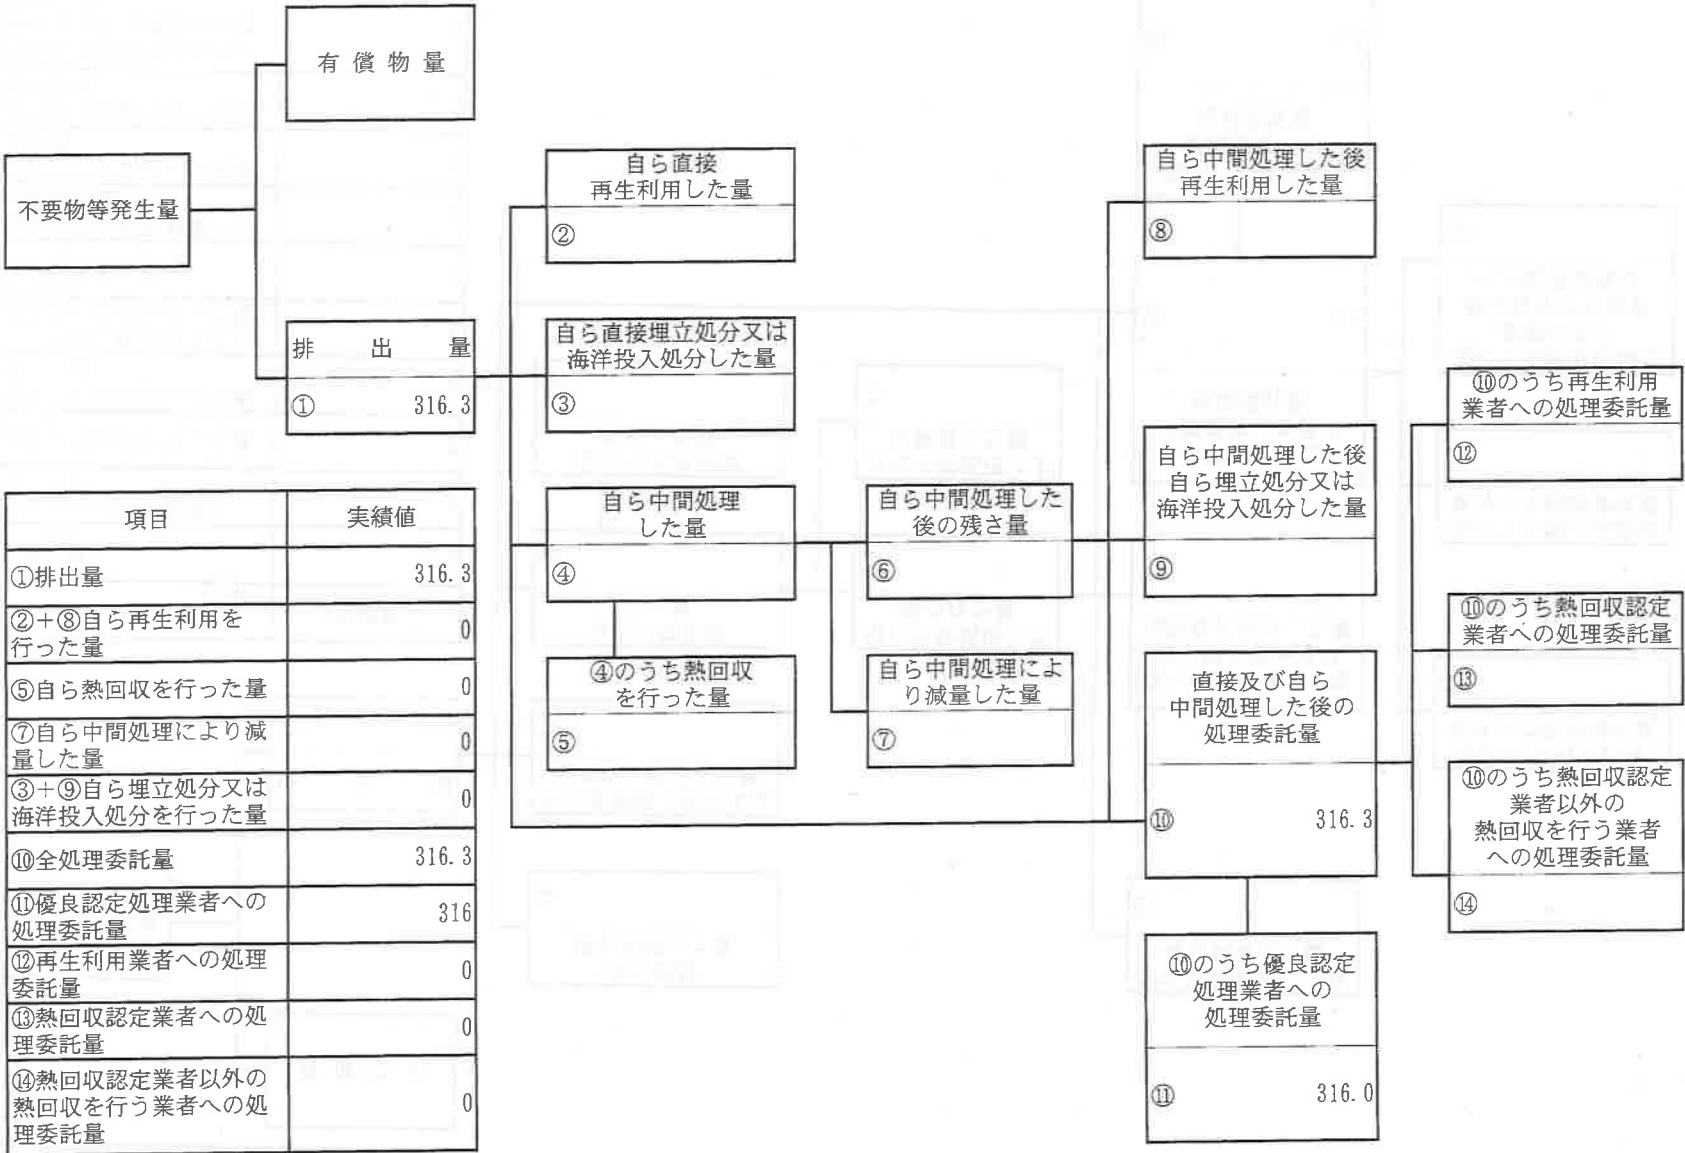 有償物量
不要物等発生量
排出量
① 316.3
自ら直接
再生利用した量
②
自ら直接埋立処分又は
海洋投入処分した量
③
自ら中間処理
した量
④
④のうち熱回収
を行った量
⑤
自ら中間処理した
後の残さ量
⑥
自ら中間処理によ
り減量した量
⑦
自ら中間処理した後
再生利用した量
⑧
自ら中間処理した後
自ら埋立処分又は
海洋投入処分した量
⑨
直接及び自ら
中間処理した後の
処理委託量
⑩ 316.3
⑩のうち優良認定
処理業者への
処理委託量
⑪ 316.0
⑩のうち再生利用
業者への処理委託量
⑫
⑩のうち熱回収認定
業者への処理委託量
⑬
⑩のうち熱回収認定
業者以外の
熱回収を行う業者
への処理委託量
⑭
項目 実績値
①排出量 316.3
②+⑧自ら再生利用を
行った量 0
⑤自ら熱回収を行った量 0
⑦自ら中間処理により減
量した量 0
③+⑨自ら埋立処分又は
海洋投入処分を行った量 0
⑩全処理委託量 316.3
⑪優良認定処理業者への
処理委託量 316
⑫再生利用業者への処理
委託量 0
⑬熱回収認定業者への処
理委託量 0
⑭熱回収認定業者以外の
熱回収を行う業者への処
理委託量 0